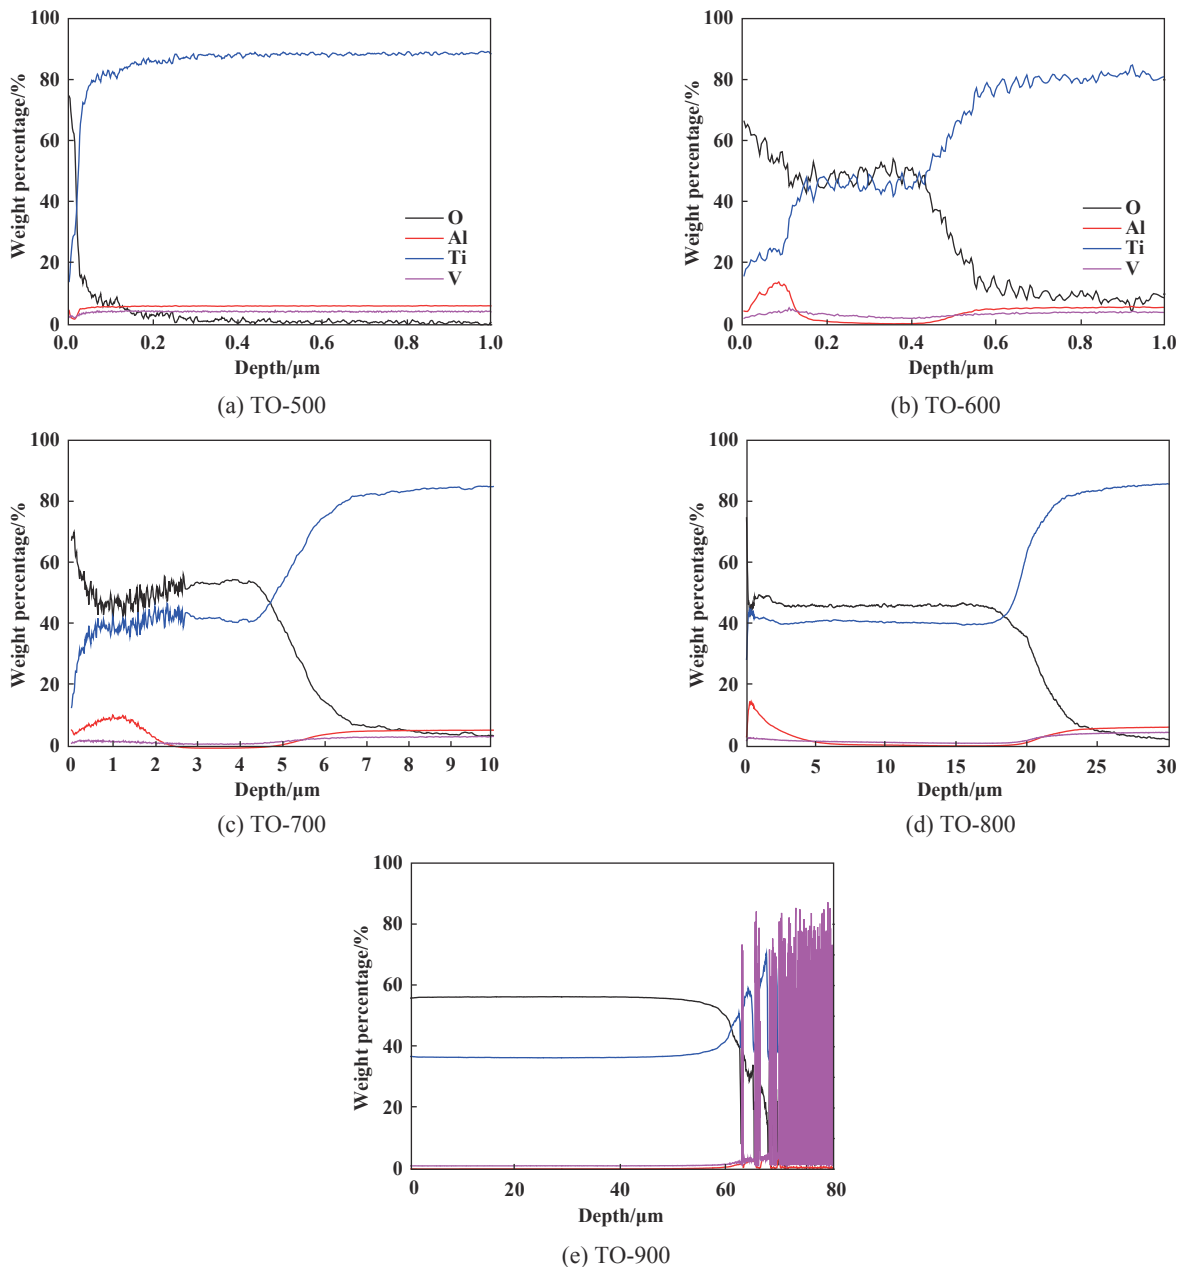 100
80
60
40
20
0
Weight percentage/%
O
Al
Ti
V
0.0 0.2 0.4 0.6 0.8 1.0
Depth/μm
(a) TO-500
100
80
60
40
20
0
Weight percentage/%
O
Al
Ti
V
0.0 0.2 0.4 0.6 0.8 1.0
Depth/μm
(b) TO-600
100
80
60
40
20
0
Weight percentage/%
0 1 2 3 4 5 6 7 8 9 10
Depth/μm
(c) TO-700
100
80
60
40
20
0
Weight percentage/%
0 5 10 15 20 25 30
Depth/μm
(d) TO-800
100
80
60
40
20
0
Weight percentage/%
0 20 40 60 80
Depth/μm
(e) TO-900